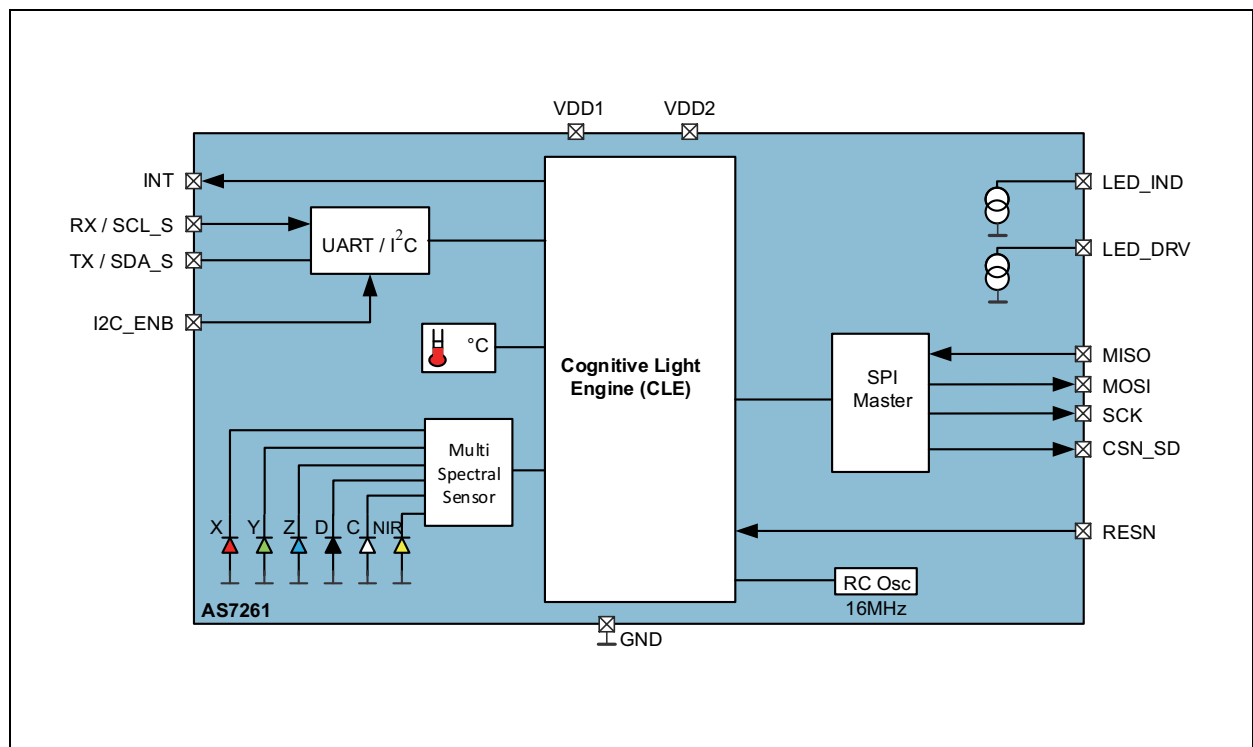 VDD1
VDD2
INT
RX / SCL_S
TX / SDA_S
I2C_ENB
UART / I²C
°C
Cognitive Light
Engine (CLE)
Multi
Spectral
Sensor
X
Y
Z
D
C
NIR
AS7261
LED_IND
LED_DRV
SPI
Master
MISO
MOSI
SCK
CSN_SD
RESN
RC Osc
16MHz
GND